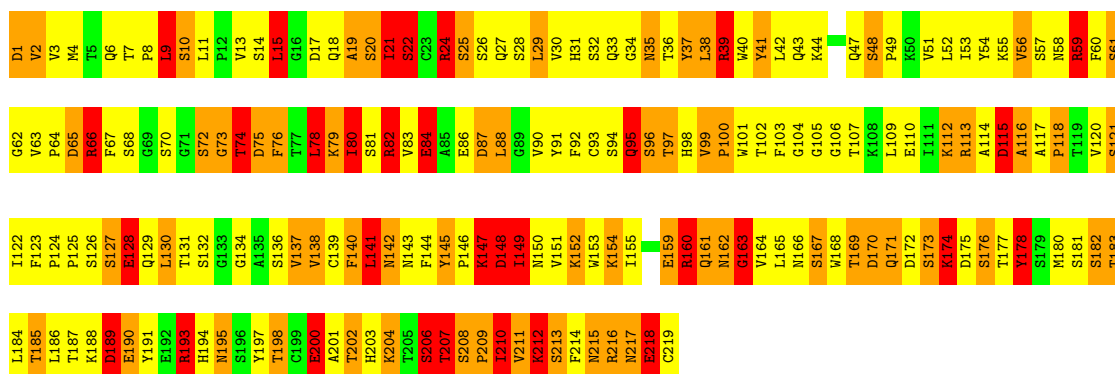 D1 V2 V3 M4 T5 Q6 T7 P8 L9 S10 L11 P12 V13 S14 L15 G16 D17 Q18 A19 S20 I21 S22 C23 R24 S25 S26 Q27 S28 L29 V30 H31 S32 Q33 G34 N35 T36 Y37 L38 R39 W40 Y41 L42 Q43 K44 Q47 S48 P49 K50 V51 L52 I53 Y54 K55 V56 S57 N58 R59 F60 S61
G62 V63 P64 D65 R66 F67 S68 G69 S70 G71 S72 G73 T74 D75 F76 T77 L78 K79 I80 S81 R82 V83 E84 A85 E86 D87 L88 G89 V90 Y91 F92 C93 S94 Q95 S96 T97 H98 V99 P100 W101 T102 F103 G104 G105 G106 T107 K108 L109 E110 I111 K112 R113 A114 D115 A116 A117 P118 T119 V120 S121
I122 F123 P124 P125 S126 S127 E128 Q129 L130 T131 S132 G133 G134 A135 S136 V137 V138 C139 F140 L141 N142 N143 F144 Y145 P146 K147 D148 I149 N150 V151 K152 W153 K154 I155 E159 R160 Q161 N162 G163 V164 L165 N166 S167 W168 T169 D170 Q171 D172 S173 K174 D175 S176 T177 Y178 S179 M180 S181 S182 T183
L184 T185 L186 T187 K188 D189 E190 Y191 E192 R193 H194 N195 S196 Y197 T198 C199 E200 A201 T202 H203 K204 T205 S206 T207 S208 P209 I210 V211 K212 S213 F214 N215 R216 N217 E218 C219